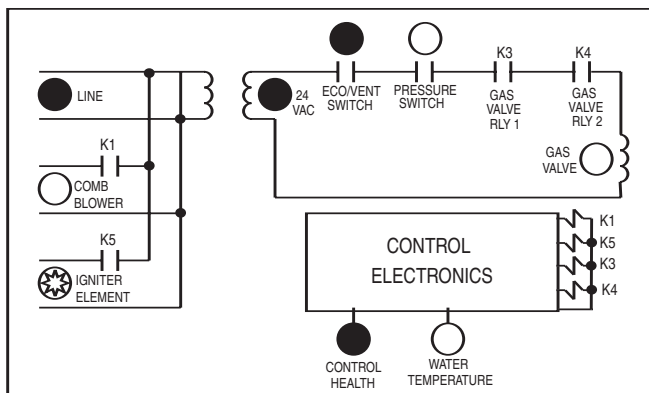 LINE
K1
COMB
BLOWER
K5
IGNITER
ELEMENT
24
VAC
ECO/VENT
SWITCH
PRESSURE
SWITCH
K3
GAS
VALVE
RLY 1
K4
GAS
VALVE
RLY 2
GAS
VALVE
CONTROL
ELECTRONICS
K1
K5
K3
K4
CONTROL
HEALTH
WATER
TEMPERATURE